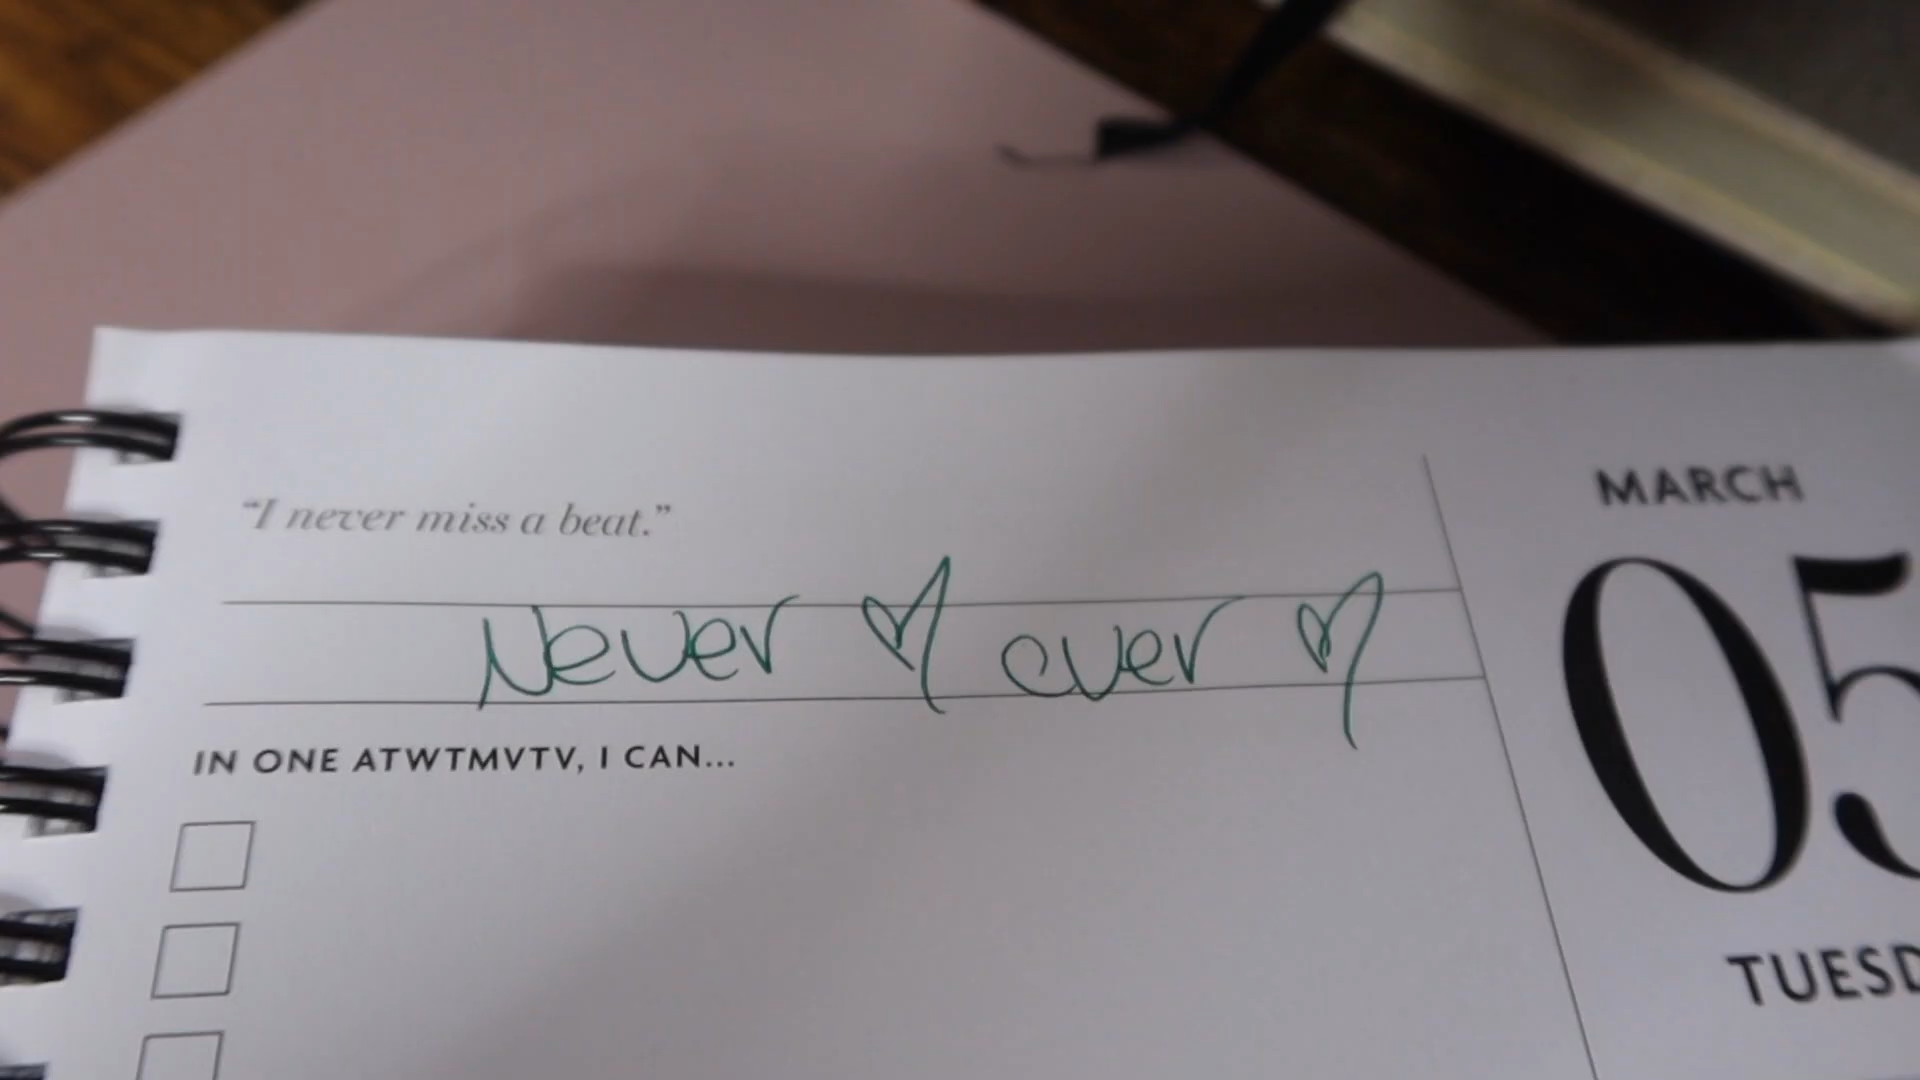 "I never miss a beat."
Never ever
IN ONE ATWTMVTV, I CAN...
MARCH
05
TUESD